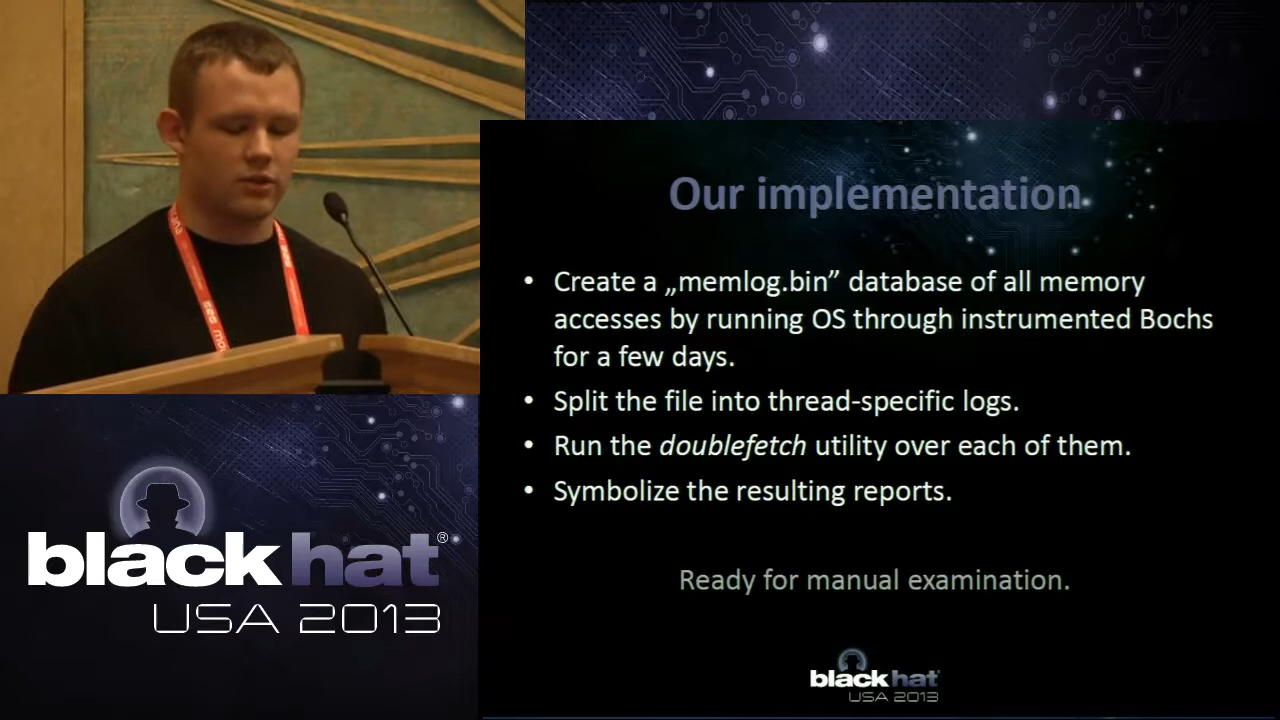 Our implementation
• Create a „memlog.bin” database of all memory
accesses by running OS through instrumented Bochs
for a few days.
• Split the file into thread-specific logs.
• Run the doublefetch utility over each of them.
• Symbolize the resulting reports.
Ready for manual examination.
black hat
USA 2013
black hat®
USA 2013